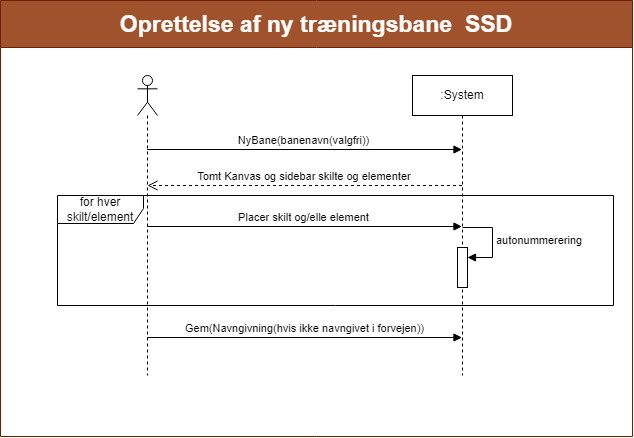 Oprettelse af ny træningsbane SSD
:System
NyBane(banenavn(valgfri))
Tomt Kanvas og sidebar skilte og elementer
for hver
skilt/element
Placer skilt og/elle element
autonummerering
Gem(Navngivning(hvis ikke navngivet i forvejen))